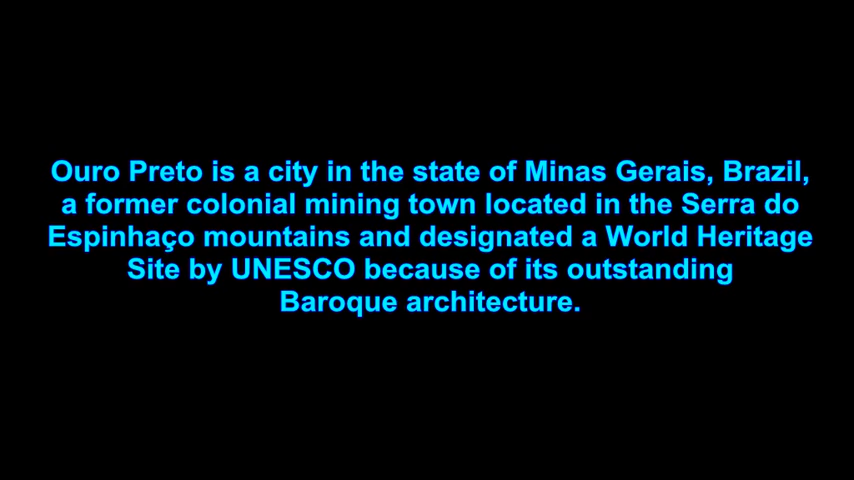 Ouro Preto is a city in the state of Minas Gerais, Brazil,
a former colonial mining town located in the Serra do
Espinhaço mountains and designated a World Heritage
Site by UNESCO because of its outstanding
Baroque architecture.